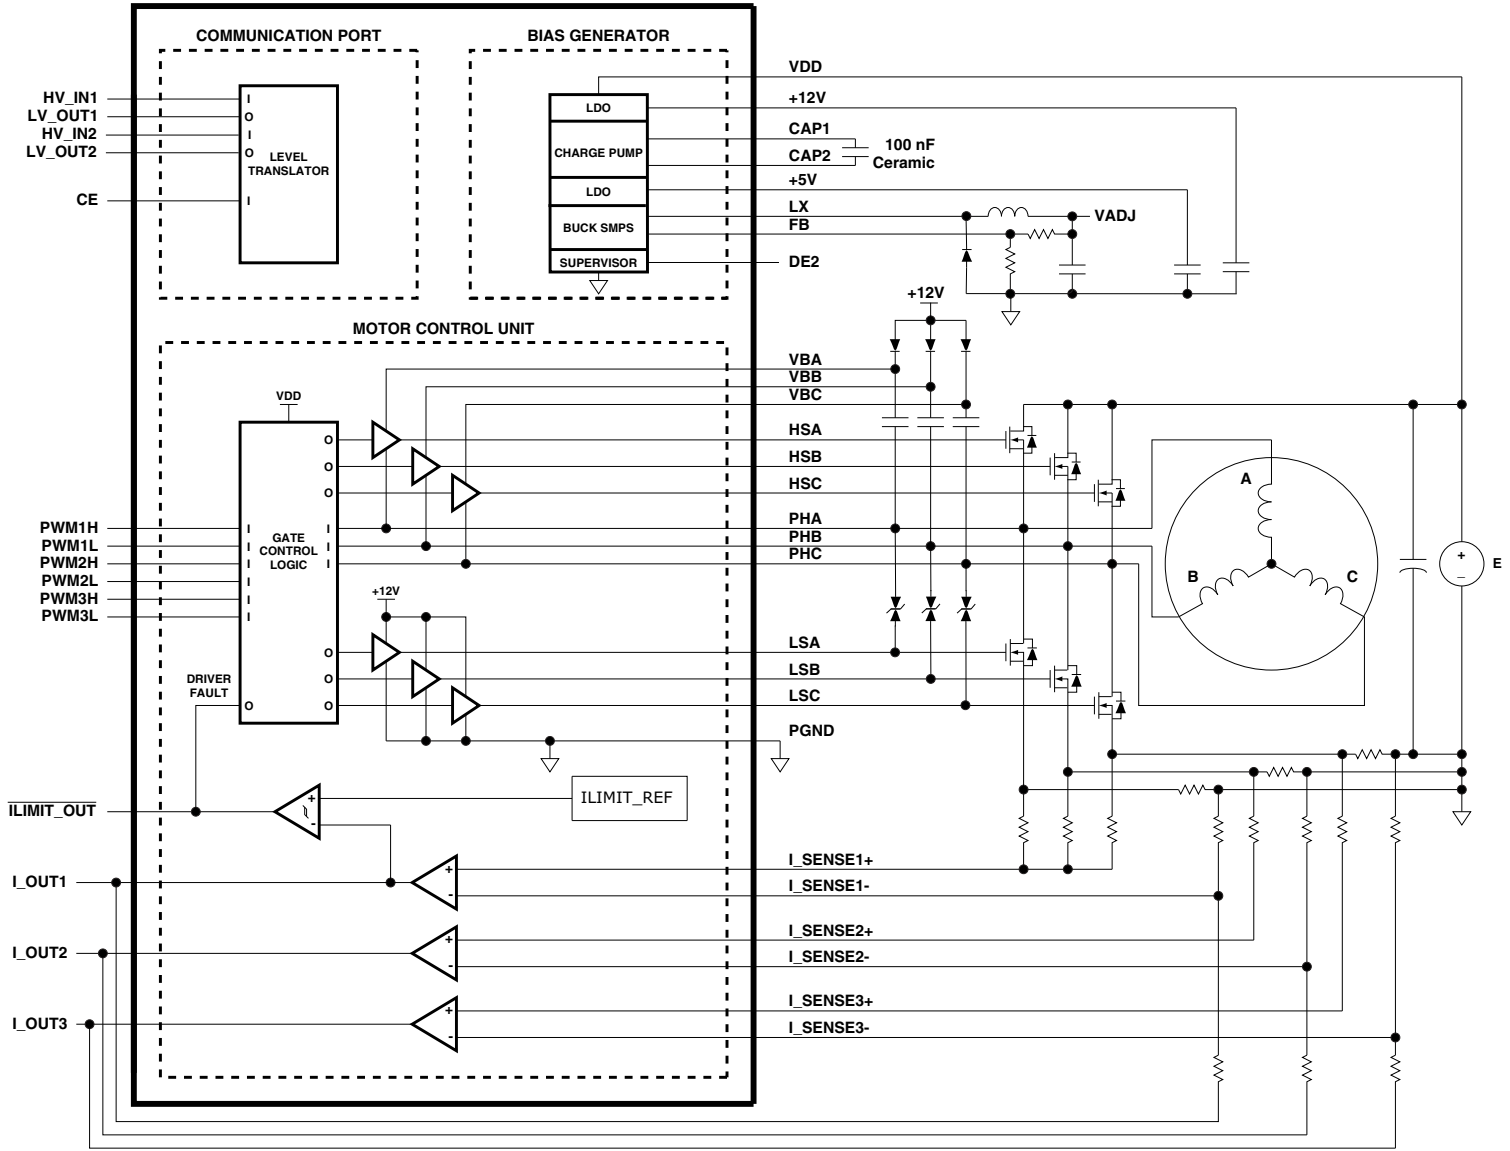 COMMUNICATION PORT
BIAS GENERATOR
HV_IN1
LV_OUT1
HV_IN2
LV_OUT2
CE
I
O
I
O
I
LEVEL
TRANSLATOR
LDO
CHARGE PUMP
LDO
BUCK SMPS
SUPERVISOR
VDD
+12V
CAP1
CAP2
100 nF
Ceramic
+5V
LX
FB
VADJ
DE2
+12V
MOTOR CONTROL UNIT
VDD
VBA
VBB
VBC
HSA
HSB
HSC
PHA
PHB
PHC
O
O
O
I
I
I
PWM1H
PWM1L
PWM2H
PWM2L
PWM3H
PWM3L
I
I
I
I
I
I
GATE
CONTROL
LOGIC
+12V
O
O
O
O
LSA
LSB
LSC
PGND
DRIVER
FAULT
A
B
C
+
–
E
ILIMIT_OUT
+
-
ILIMIT_REF
I_OUT1
+
-
I_SENSE1+
I_SENSE1-
I_OUT2
+
-
I_SENSE2+
I_SENSE2-
I_OUT3
+
-
I_SENSE3+
I_SENSE3-